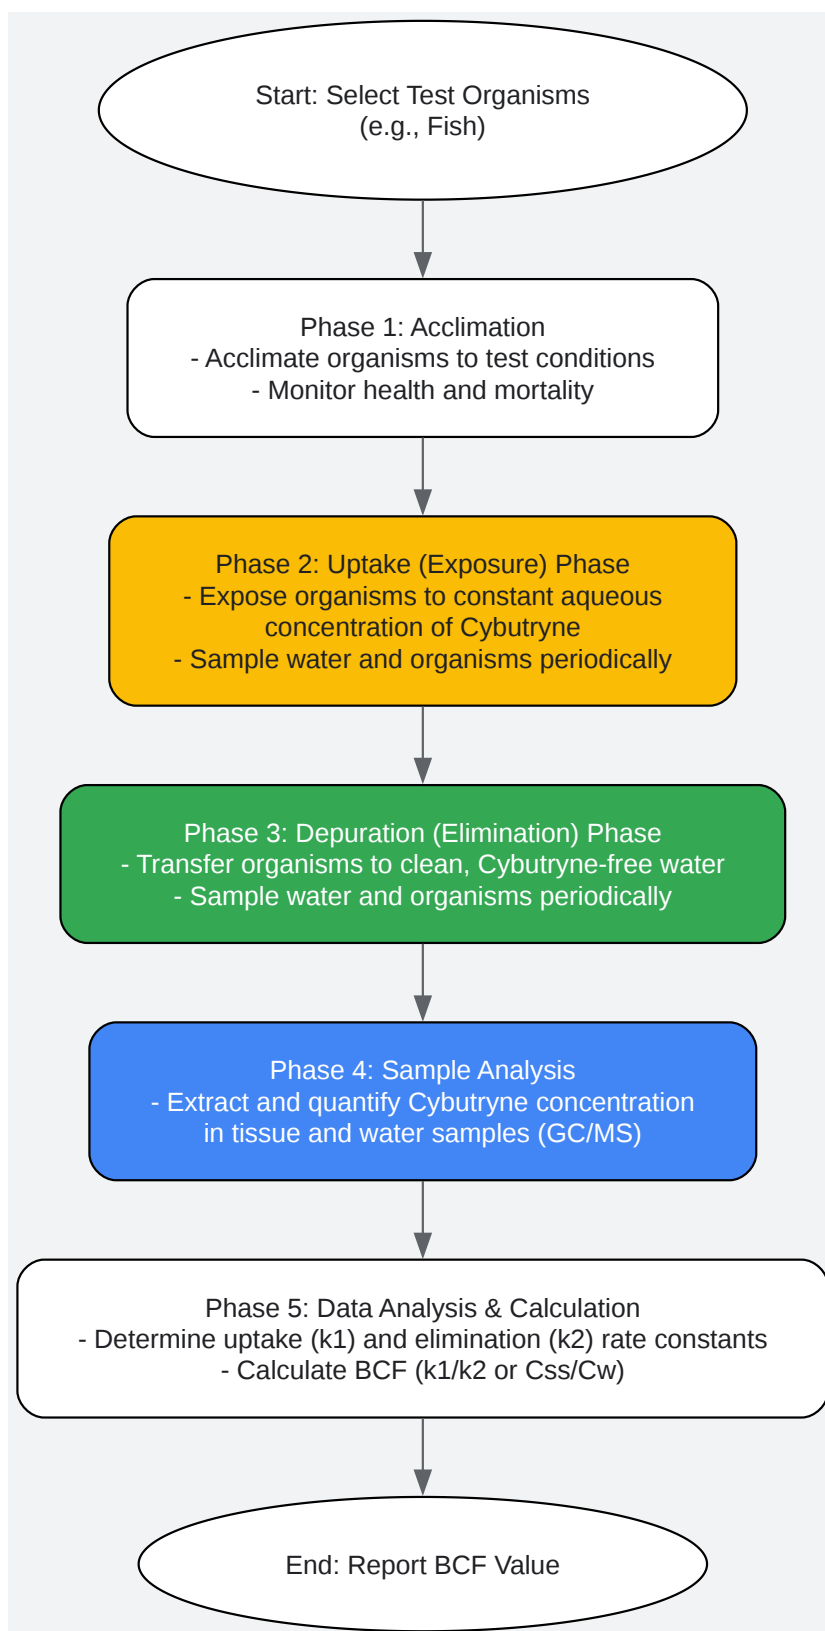 Start: Select Test Organisms
(e.g., Fish)
Phase 1: Acclimation
- Acclimate organisms to test conditions
- Monitor health and mortality
Phase 2: Uptake (Exposure) Phase
- Expose organisms to constant aqueous
concentration of Cybutryne
- Sample water and organisms periodically
Phase 3: Depuration (Elimination) Phase
- Transfer organisms to clean, Cybutryne-free water
- Sample water and organisms periodically
Phase 4: Sample Analysis
- Extract and quantify Cybutryne concentration
in tissue and water samples (GC/MS)
Phase 5: Data Analysis & Calculation
- Determine uptake (k1) and elimination (k2) rate constants
- Calculate BCF (k1/k2 or Css/Cw)
End: Report BCF Value